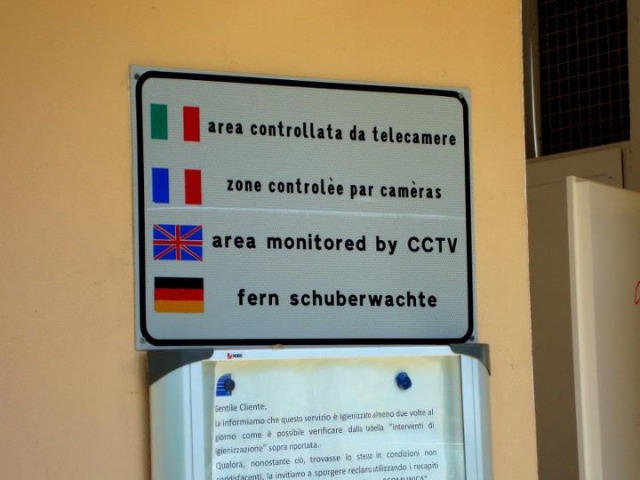 area controllata da telecamere
zone controlèe par camèras
area monitored by CCTV
fern schuberwachte
Gentile Cliente,
la informiamo che questo servizio è igienizzato almeno due volte al
giorno come è possibile verificare dalla tabella "Interventi di
igienizzazione" sopra riportata.
Qualora, nonostante ciò, trovasse lo stesso in condizioni non
soddisfacenti, la invitiamo a sporgere reclamo utilizzando i recapiti